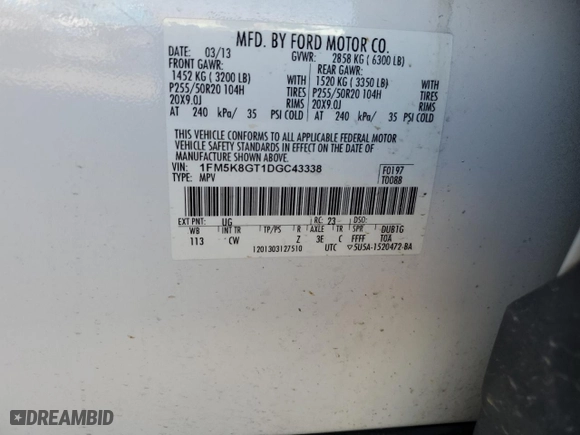 MFD. BY FORD MOTOR CO.
DATE: 03/13 GVWR: 2858 KG ( 6300 LB)
FRONT GAWR: REAR GAWR:
1452 KG ( 3200 LB) WITH 1520 KG ( 3350 LB) WITH
P255/50R20 104H TIRES P255/50R20 104H TIRES
20X9.0J RIMS 20X9.0J RIMS
AT 240 kPa/ 35 PSI COLD AT 240 kPa/ 35 PSI COLD
THIS VEHICLE CONFORMS TO ALL APPLICABLE FEDERAL MOTOR
VEHICLE SAFETY STANDARDS IN EFFECT ON THE DATE OF
MANUFACTURE SHOWN ABOVE.
VIN: 1FM5K8GT1DGC43338 F0197
TYPE: MPV T0088
EXT PNT: UG RC: 23 DSO:
WB INT TR TP/PS R AXLE TR SPR DUB1G
113 CW Z 3E C FFFF TOA
1201303127510 UTC ▽5U5A-1520472-BA
DREAMBID